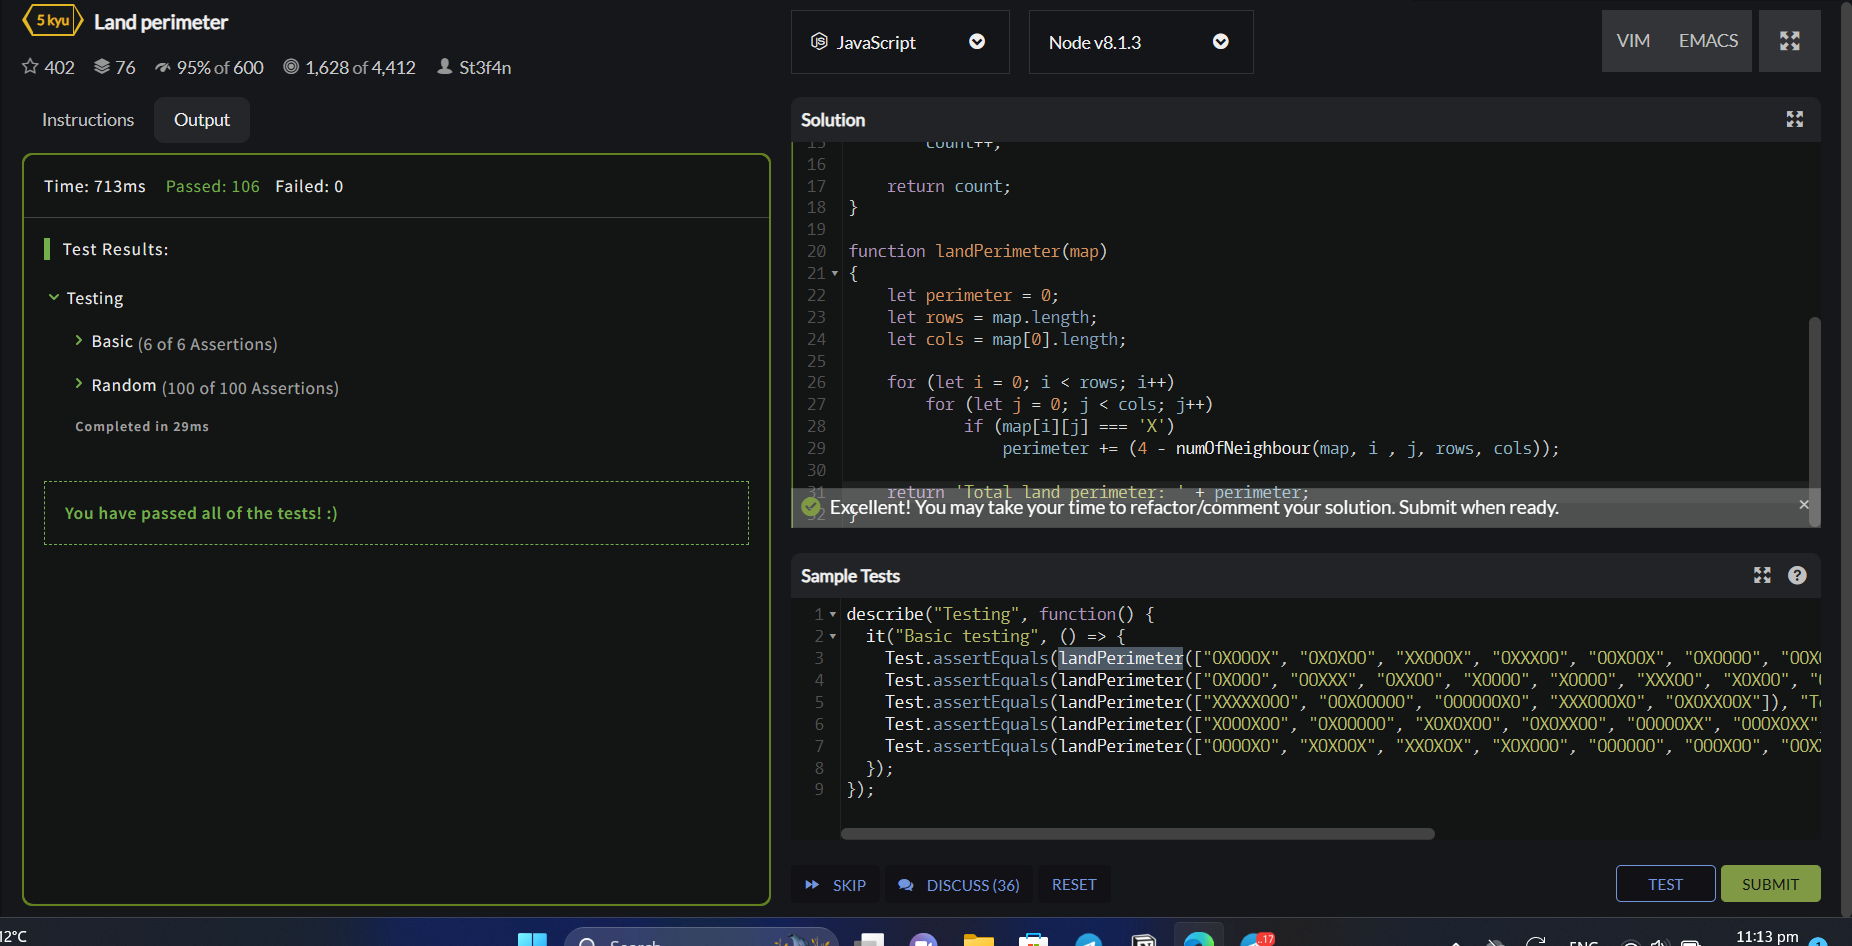 5 kyu Land perimeter
402 76 95% of 600 1,628 of 4,412 St3f4n
Instructions Output
Time: 713ms Passed: 106 Failed: 0
Test Results:
Testing
Basic (6 of 6 Assertions)
Random (100 of 100 Assertions)
Completed in 29ms
You have passed all of the tests! :)
JavaScript Node v8.1.3 VIM EMACS
Solution
15 count++;
16
17 return count;
18 }
19
20 function landPerimeter(map)
21 {
22 let perimeter = 0;
23 let rows = map.length;
24 let cols = map[0].length;
25
26 for (let i = 0; i < rows; i++)
27 for (let j = 0; j < cols; j++)
28 if (map[i][j] === 'X')
29 perimeter += (4 - numOfNeighbour(map, i , j, rows, cols));
30
31 return 'Total land perimeter: ' + perimeter;
32 }
Excellent! You may take your time to refactor/comment your solution. Submit when ready.
Sample Tests
1 describe("Testing", function() {
2 it("Basic testing", () => {
3 Test.assertEquals(landPerimeter(["OXOOOX", "OXOXOO", "XXOOOX", "OXXXOO", "OOXOOX", "OXOOOO", "OOX
4 Test.assertEquals(landPerimeter(["OXOOO", "OOXXX", "OXXOO", "XOOOO", "XOOOO", "XXXOO", "XOXOO", "
5 Test.assertEquals(landPerimeter(["XXXXXOOO", "OOXOOOOO", "OOOOOOXO", "XXXOOOXO", "OXOXXOOX"]), "T
6 Test.assertEquals(landPerimeter(["XOOOXOO", "OXOOOOO", "XOXOXOO", "OXOXXOO", "OOOOOXX", "OOOXOXX"
7 Test.assertEquals(landPerimeter(["OOOOXO", "XOXOOX", "XXOXOX", "XOXOOO", "OOOOOO", "OOOXOO", "OOX
8 });
9 });
SKIP DISCUSS (36) RESET TEST SUBMIT
12°C Search 17 ENG 11:13 pm